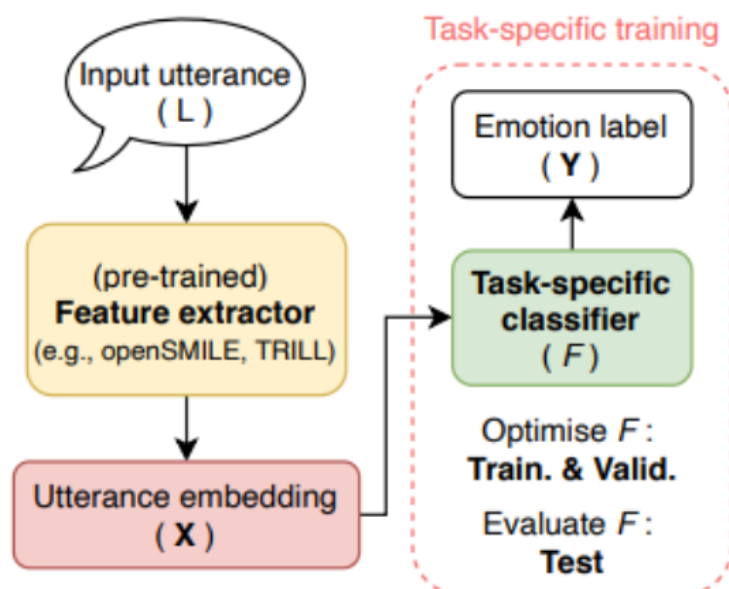 Input utterance
( L )
(pre-trained)
Feature extractor
(e.g., openSMILE, TRILL)
Utterance embedding
( X )
Task-specific training
Emotion label
( Y )
Task-specific
classifier
( F )
Optimise F :
Train. & Valid.
Evaluate F :
Test